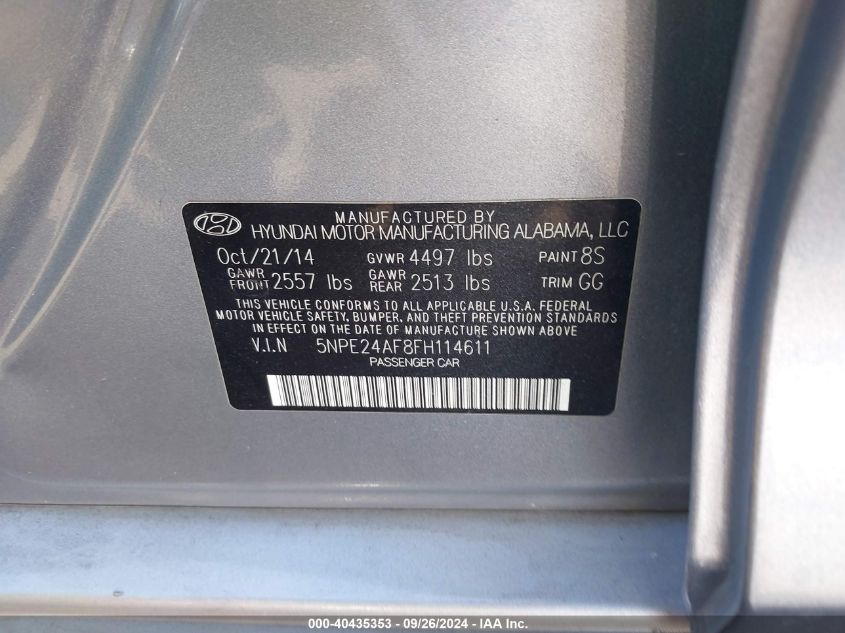 MANUFACTURED BY
HYUNDAI MOTOR MANUFACTURING ALABAMA, LLC
Oct/21/14 GVWR 4497 lbs PAINT 8S
GAWR FRONT 2557 lbs GAWR REAR 2513 lbs TRIM GG
THIS VEHICLE CONFORMS TO ALL APPLICABLE U.S.A. FEDERAL
MOTOR VEHICLE SAFETY, BUMPER, AND THEFT PREVENTION STANDARDS
IN EFFECT ON THE DATE OF MANUFACTURE SHOWN ABOVE
V.I.N 5NPE24AF8FH114611
PASSENGER CAR
000-40435353 - 09/26/2024 - IAA Inc.